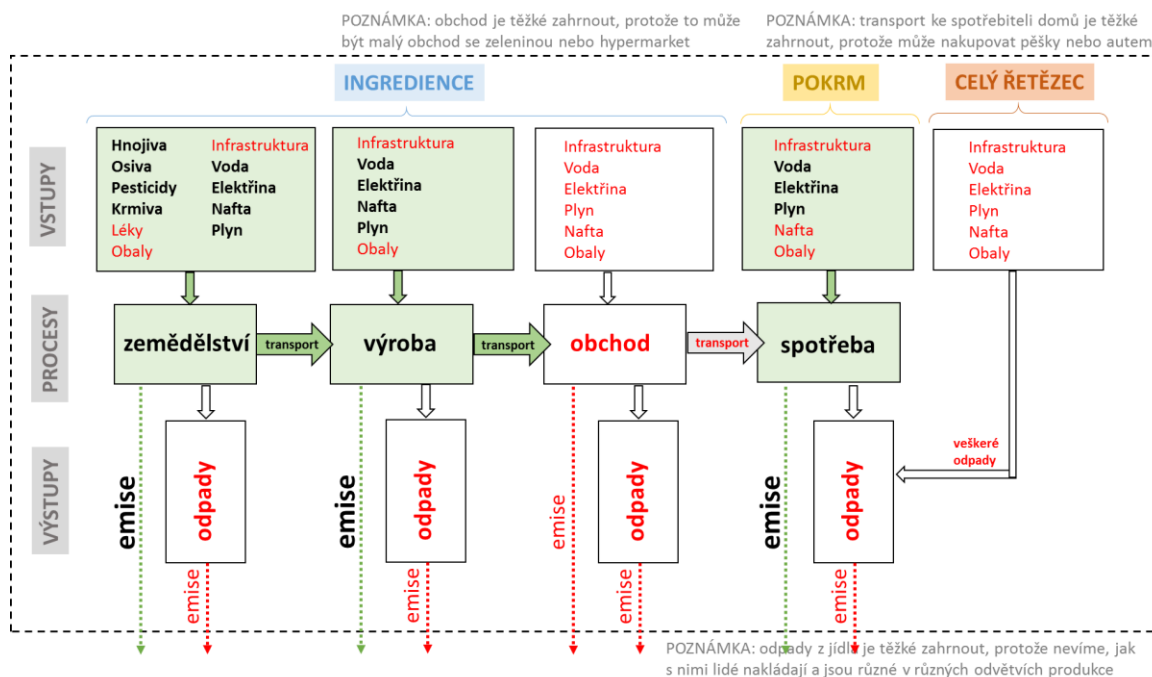 POZNÁMKA: obchod je těžké zahrnout, protože to může
být malý obchod se zeleninou nebo hypermarket
POZNÁMKA: transport ke spotřebiteli domů je těžké
zahrnout, protože může nakupovat pěšky nebo autem
INGREDIENCE
POKRM
CELÝ ŘETĚZEC
VSTUPY
Hnojiva
Osiva
Pesticidy
Krmiva
Léky
Obaly
Infrastruktura
Voda
Elektřina
Nafta
Plyn
Infrastruktura
Voda
Elektřina
Nafta
Plyn
Obaly
Infrastruktura
Voda
Elektřina
Plyn
Nafta
Obaly
Infrastruktura
Voda
Elektřina
Plyn
Nafta
Obaly
Infrastruktura
Voda
Elektřina
Plyn
Nafta
Obaly
PROCESY
zemědělství
transport
výroba
transport
obchod
transport
spotřeba
VÝSTUPY
emise
odpady
emise
emise
odpady
emise
emise
odpady
emise
emise
odpady
emise
veškeré
odpady
POZNÁMKA: odpady z jídla je těžké zahrnout, protože nevíme, jak
s nimi lidé nakládají a jsou různé v různých odvětvích produkce